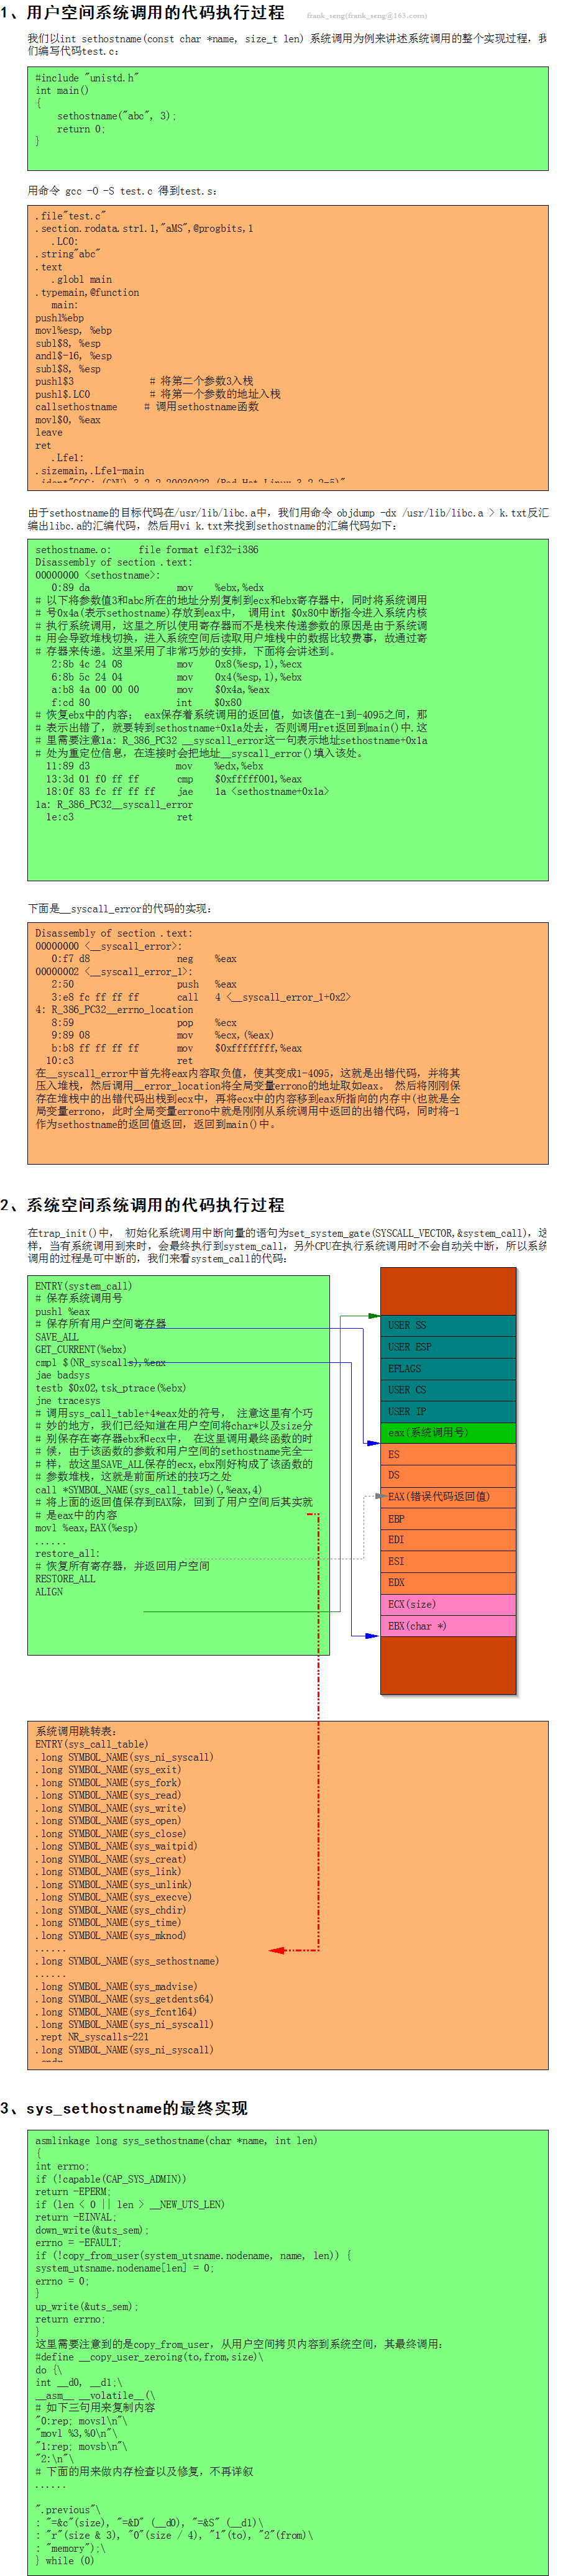 1、用户空间系统调用的代码执行过程 frank_seng(frank_seng@163.com)
我们以int sethostname(const char *name, size_t len) 系统调用为例来讲述系统调用的整个实现过程，我
们编写代码test.c：
#include "unistd.h"
int main()
{
sethostname("abc", 3);
return 0;
}
用命令 gcc -O -S test.c 得到test.s：
.file"test.c"
.section.rodata.str1.1,"aMS",@progbits,1
.LC0:
.string"abc"
.text
.globl main
.typemain,@function
main:
pushl%ebp
movl%esp, %ebp
subl$8, %esp
andl$-16, %esp
subl$8, %esp
pushl$3 # 将第二个参数3入栈
pushl$.LC0 # 将第一个参数的地址入栈
callsethostname # 调用sethostname函数
movl$0, %eax
leave
ret
.Lfe1:
.sizemain,.Lfe1-main
.ident"GCC: (GNU) 3.2.2 20030222 (Red Hat Linux 3.2.2-5)"
由于sethostname的目标代码在/usr/lib/libc.a中，我们用命令 objdump -dx /usr/lib/libc.a > k.txt反汇
编出libc.a的汇编代码，然后用vi k.txt来找到sethostname的汇编代码如下：
sethostname.o: file format elf32-i386
Disassembly of section .text:
00000000 <sethostname>:
0:89 da mov %ebx,%edx
# 以下将参数值3和abc所在的地址分别复制到ecx和ebx寄存器中，同时将系统调用
# 号0x4a(表示sethostname)存放到eax中， 调用int $0x80中断指令进入系统内核
# 执行系统调用，这里之所以使用寄存器而不是栈来传递参数的原因是由于系统调
# 用会导致堆栈切换，进入系统空间后读取用户堆栈中的数据比较费事，故通过寄
# 存器来传递。这里采用了非常巧妙的安排，下面将会讲述到。
2:8b 4c 24 08 mov 0x8(%esp,1),%ecx
6:8b 5c 24 04 mov 0x4(%esp,1),%ebx
a:b8 4a 00 00 00 mov $0x4a,%eax
f:cd 80 int $0x80
# 恢复ebx中的内容； eax保存着系统调用的返回值，如该值在-1到-4095之间，那
# 表示出错了，就要转到sethostname+0x1a处去，否则调用ret返回到main()中.这
# 里需要注意1a: R_386_PC32 __syscall_error这一句表示地址sethostname+0x1a
# 处为重定位信息，在连接时会把地址__syscall_error()填入该处。
11:89 d3 mov %edx,%ebx
13:3d 01 f0 ff ff cmp $0xfffff001,%eax
18:0f 83 fc ff ff ff jae 1a <sethostname+0x1a>
1a: R_386_PC32__syscall_error
1e:c3 ret
下面是__syscall_error的代码的实现：
Disassembly of section .text:
00000000 <__syscall_error>:
0:f7 d8 neg %eax
00000002 <__syscall_error_1>:
2:50 push %eax
3:e8 fc ff ff ff call 4 <__syscall_error_1+0x2>
4: R_386_PC32__errno_location
8:59 pop %ecx
9:89 08 mov %ecx,(%eax)
b:b8 ff ff ff ff mov $0xffffffff,%eax
10:c3 ret
在__syscall_error中首先将eax内容取负值，使其变成1-4095，这就是出错代码，并将其
压入堆栈，然后调用__error_location将全局变量errono的地址取如eax。 然后将刚刚保
存在堆栈中的出错代码出栈到ecx中，再将ecx中的内容移到eax所指向的内存中(也就是全
局变量errono，此时全局变量errono中就是刚刚从系统调用中返回的出错代码，同时将-1
作为sethostname的返回值返回，返回到main()中。
2、系统空间系统调用的代码执行过程
在trap_init()中， 初始化系统调用中断向量的语句为set_system_gate(SYSCALL_VECTOR,&system_call)，这
样，当有系统调用到来时，会最终执行到system_call，另外CPU在执行系统调用时不会自动关中断，所以系统
调用的过程是可中断的，我们来看system_call的代码：
ENTRY(system_call)
# 保存系统调用号
pushl %eax
# 保存所有用户空间寄存器
SAVE_ALL
GET_CURRENT(%ebx)
cmpl $(NR_syscalls),%eax
jae badsys
testb $0x02,tsk_ptrace(%ebx)
jne tracesys
# 调用sys_call_table+4*eax处的符号， 注意这里有个巧
# 妙的地方，我们已经知道在用户空间将char*以及size分
# 别保存在寄存器ebx和ecx中， 在这里调用最终函数的时
# 候，由于该函数的参数和用户空间的sethostname完全一
# 样，故这里SAVE_ALL保存的ecx,ebx刚好构成了该函数的
# 参数堆栈，这就是前面所述的技巧之处
call *SYMBOL_NAME(sys_call_table)(,%eax,4)
# 将上面的返回值保存到EAX除，回到了用户空间后其实就
# 是eax中的内容
movl %eax,EAX(%esp)
......
restore_all:
# 恢复所有寄存器，并返回用户空间
RESTORE_ALL
ALIGN
USER SS
USER ESP
EFLAGS
USER CS
USER IP
eax(系统调用号)
ES
DS
EAX(错误代码返回值)
EBP
EDI
ESI
EDX
ECX(size)
EBX(char *)
系统调用跳转表：
ENTRY(sys_call_table)
.long SYMBOL_NAME(sys_ni_syscall)
.long SYMBOL_NAME(sys_exit)
.long SYMBOL_NAME(sys_fork)
.long SYMBOL_NAME(sys_read)
.long SYMBOL_NAME(sys_write)
.long SYMBOL_NAME(sys_open)
.long SYMBOL_NAME(sys_close)
.long SYMBOL_NAME(sys_waitpid)
.long SYMBOL_NAME(sys_creat)
.long SYMBOL_NAME(sys_link)
.long SYMBOL_NAME(sys_unlink)
.long SYMBOL_NAME(sys_execve)
.long SYMBOL_NAME(sys_chdir)
.long SYMBOL_NAME(sys_time)
.long SYMBOL_NAME(sys_mknod)
......
.long SYMBOL_NAME(sys_sethostname)
......
.long SYMBOL_NAME(sys_madvise)
.long SYMBOL_NAME(sys_getdents64)
.long SYMBOL_NAME(sys_fcntl64)
.long SYMBOL_NAME(sys_ni_syscall)
.rept NR_syscalls-221
.long SYMBOL_NAME(sys_ni_syscall)
.endr
3、sys_sethostname的最终实现
asmlinkage long sys_sethostname(char *name, int len)
{
int errno;
if (!capable(CAP_SYS_ADMIN))
return -EPERM;
if (len < 0 || len > __NEW_UTS_LEN)
return -EINVAL;
down_write(&uts_sem);
errno = -EFAULT;
if (!copy_from_user(system_utsname.nodename, name, len)) {
system_utsname.nodename[len] = 0;
errno = 0;
}
up_write(&uts_sem);
return errno;
}
这里需要注意到的是copy_from_user，从用户空间拷贝内容到系统空间，其最终调用：
#define __copy_user_zeroing(to,from,size)\
do {\
int __d0, __d1;\
__asm__ __volatile__(\
# 如下三句用来复制内容
"0:rep; movsl\n"\
"movl %3,%0\n"\
"1:rep; movsb\n"\
"2:\n"\
# 下面的用来做内存检查以及修复，不再详叙
......
".previous"\
: "=&c"(size), "=&D" (__d0), "=&S" (__d1)\
: "r"(size & 3), "0"(size / 4), "1"(to), "2"(from)\
: "memory");\
} while (0)